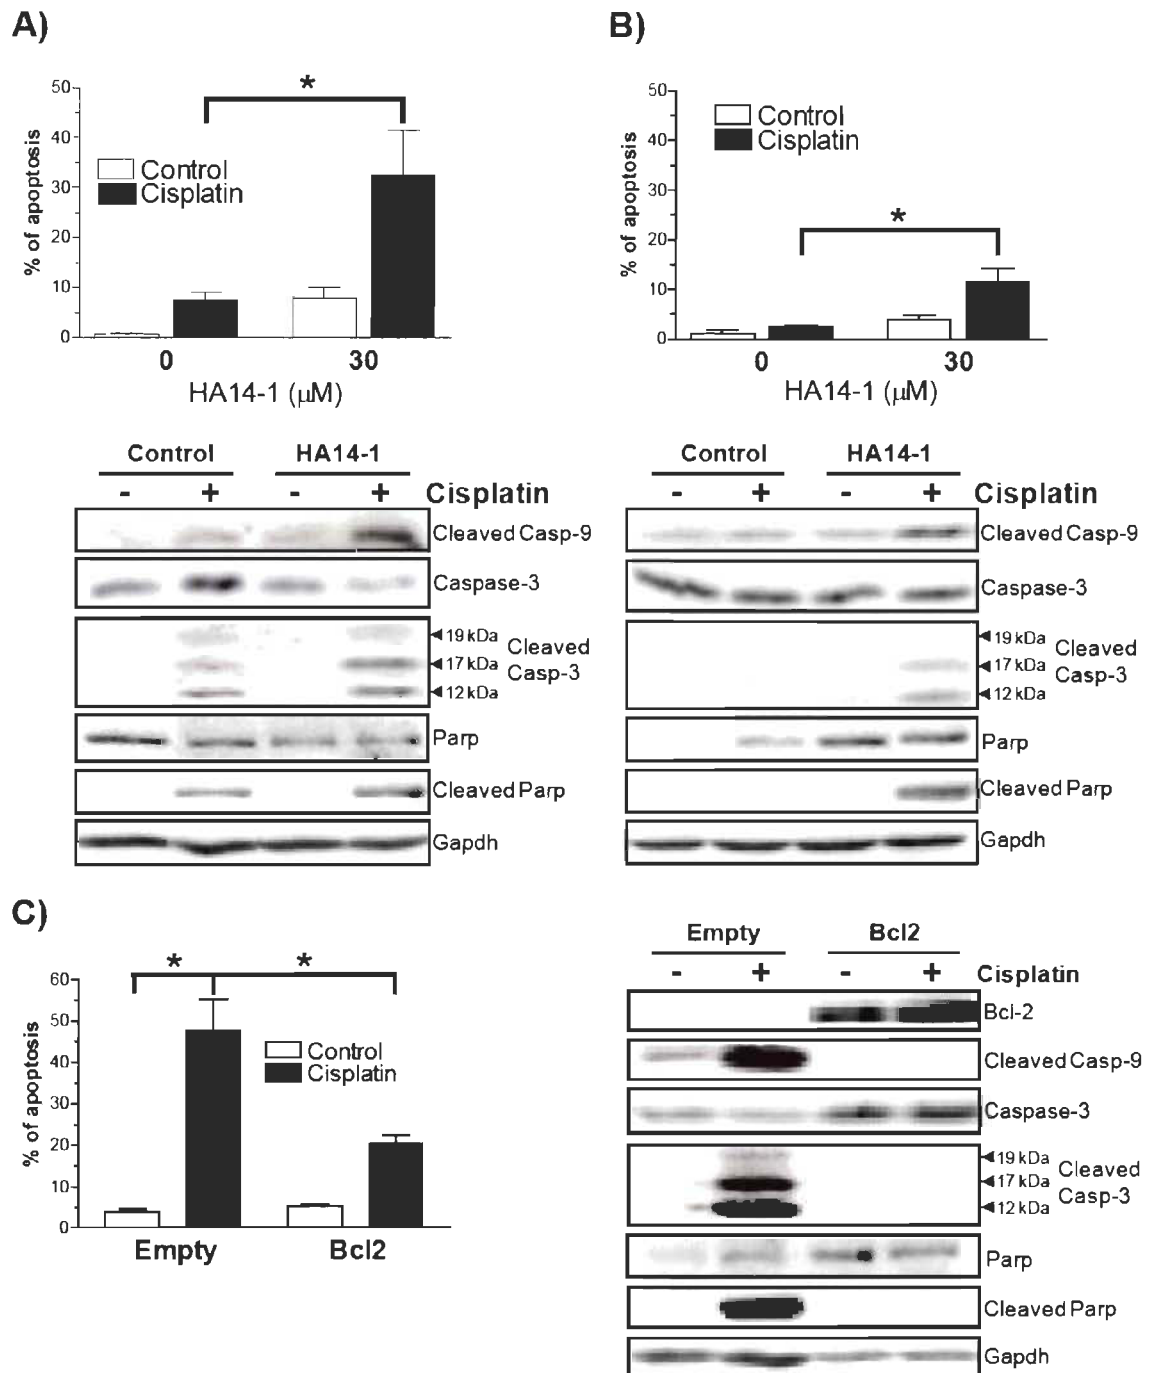 A)
50
40
30
20
10
0
% of apoptosis
*
Control
Cisplatin
0 30
HA14-1 (μM)
Control HA14-1
- + - + Cisplatin
Cleaved Casp-9
Caspase-3
19 kDa
17 kDa
12 kDa
Cleaved
Casp-3
Parp
Cleaved Parp
Gapdh
B)
50
40
30
20
10
0
% of apoptosis
Control
Cisplatin
*
0 30
HA14-1 (μM)
Control HA14-1
- + - + Cisplatin
Cleaved Casp-9
Caspase-3
19 kDa
17 kDa
12 kDa
Cleaved
Casp-3
Parp
Cleaved Parp
Gapdh
C)
60
50
40
30
20
10
0
% of apoptosis
* *
Control
Cisplatin
Empty Bcl2
Empty Bcl2
- + - + Cisplatin
Bcl-2
Cleaved Casp-9
Caspase-3
19 kDa
17 kDa
12 kDa
Cleaved
Casp-3
Parp
Cleaved Parp
Gapdh